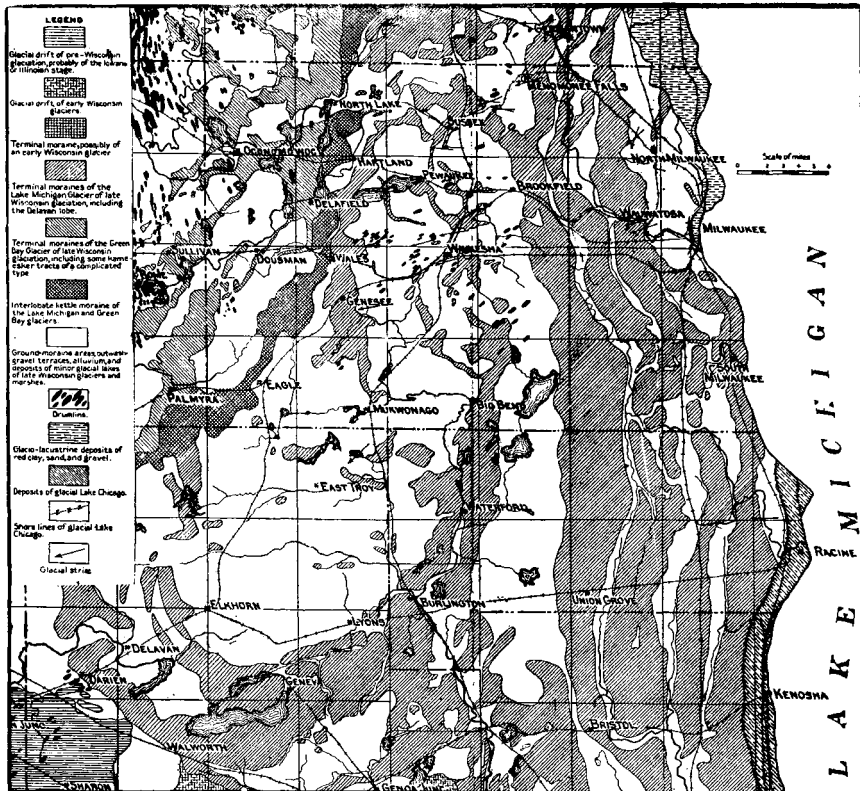 LEGEND
Glacial drift of pre-Wisconsin
glaciation, probably of the Iowan
or Illinoian stage.
Glacial drift of early Wisconsin
glaciers.
Terminal moraine, possibly of
an early Wisconsin glacier
Terminal moraines of the
Lake Michigan Glacier of late
Wisconsin glaciation, including
the Delavan lobe.
Terminal moraines of the Green
Bay Glacier of late Wisconsin
glaciation, including some kame
esker tracts of a complicated
type
Interlobate kettle moraine of
the Lake Michigan and Green
Bay glaciers.
Ground-moraine areas, outwash
gravel terraces, alluvium, and
deposits of minor glacial lakes
of late Wisconsin glaciers and
marshes.
Drumlins.
Glacio-lacustrine deposits of
red clay, sand, and gravel.
Deposits of glacial Lake Chicago.
Shore lines of glacial Lake
Chicago.
Glacial striae
MENOMONEE FALLS
NORTH LAKE
SUSSEX
OCONOMOWOC
HARTLAND
NORTH MILWAUKEE
Scale of miles
PEWAUKEE
BROOKFIELD
DELAFIELD
WAUWATOSA
MILWAUKEE
SULLIVAN
DOUSMAN
WALES
WAUKESHA
GENESEE
SOUTH
MILWAUKEE
EAGLE
PALMYRA
MUKWONAGO
BIG BEND
EAST TROY
WATERFORD
RACINE
ELKHORN
BURLINGTON
UNION GROVE
LYONS
DELAVAN
DARIEN
GENEVA
KENOSHA
BRISTOL
WALWORTH
SHARON
LAKE MICHIGAN